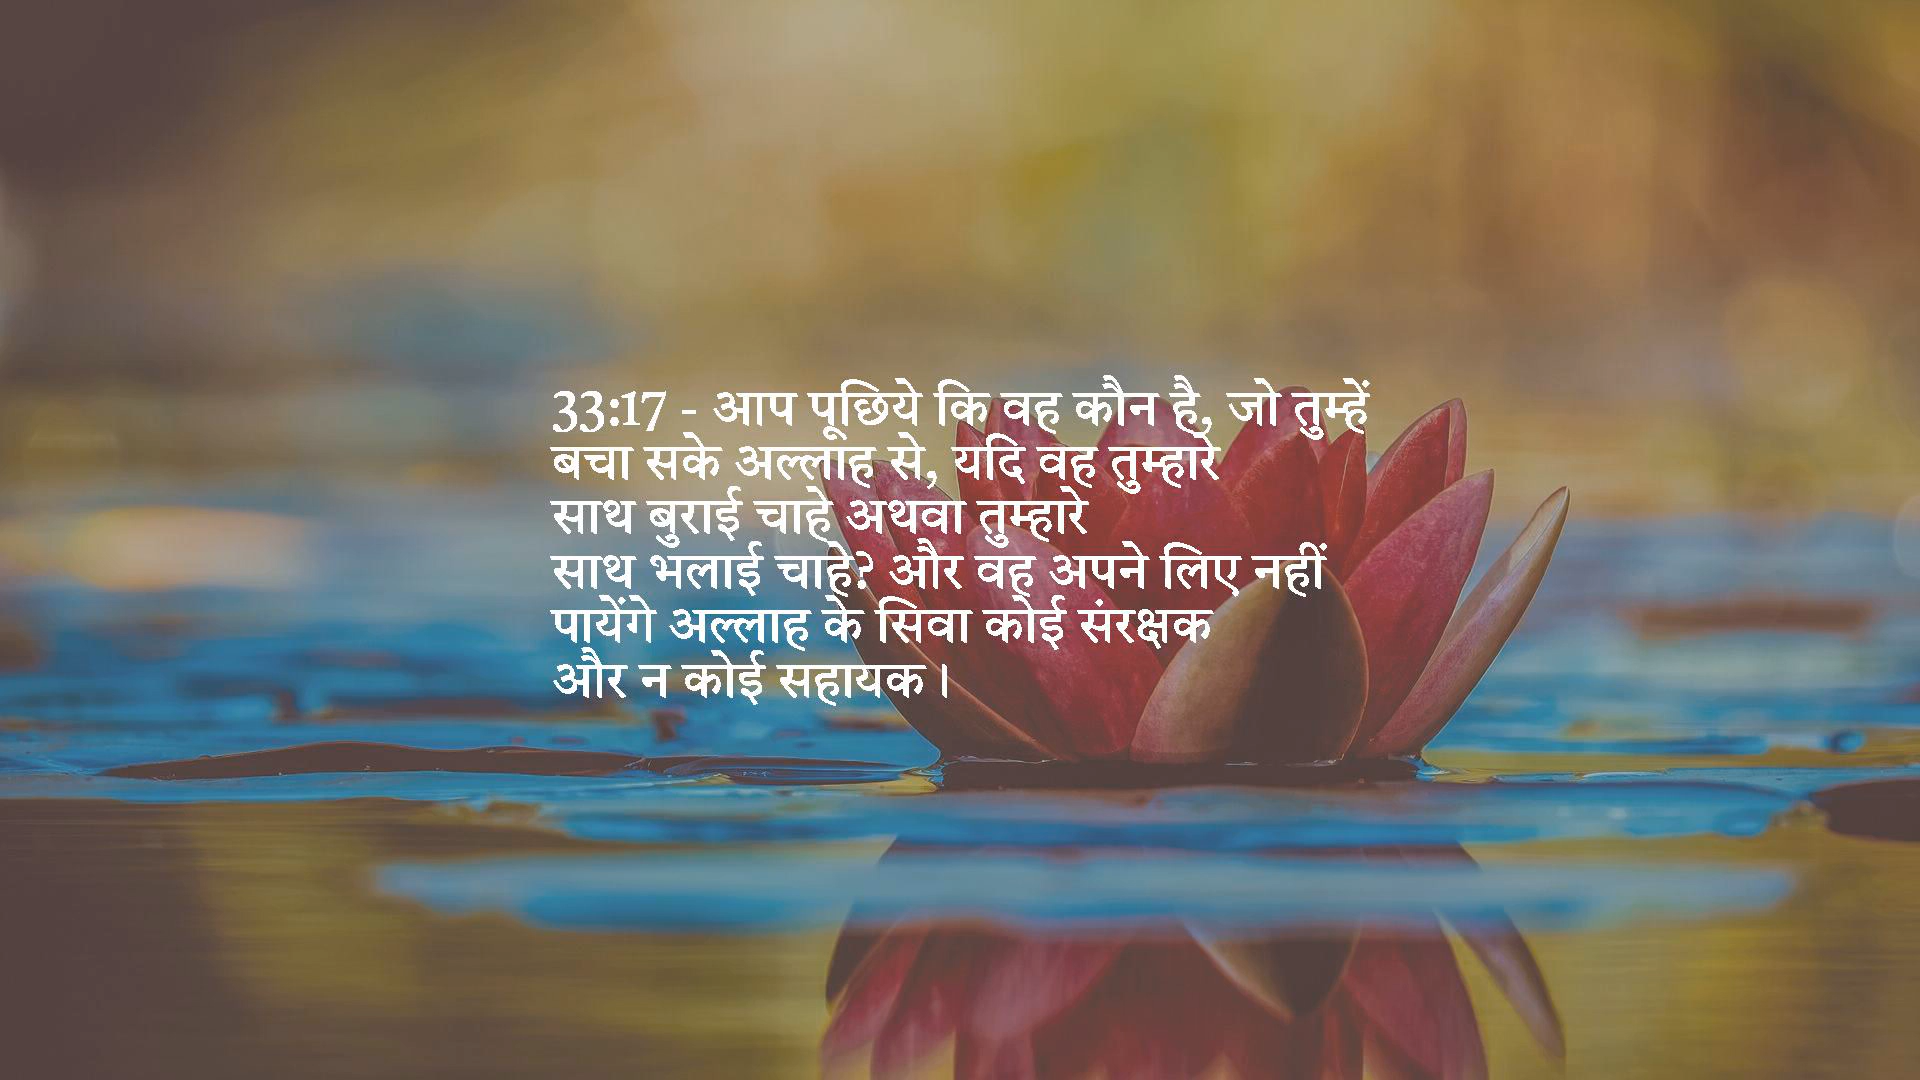 33:17 - आप पूछिये कि वह कौन है, जो तुम्हें
बचा सके अल्लाह से, यदि वह तुम्हारे
साथ बुराई चाहे अथवा तुम्हारे
साथ भलाई चाहे? और वह अपने लिए नहीं
पायेंगे अल्लाह के सिवा कोई संरक्षक
और न कोई सहायक।